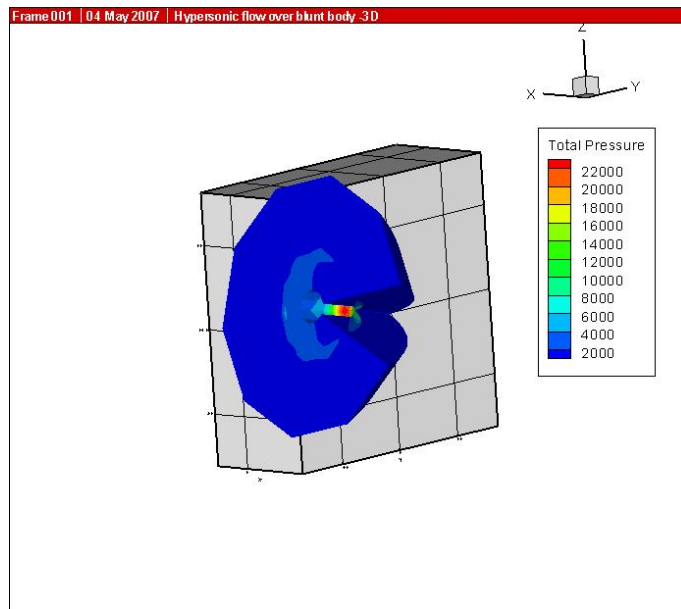 Frame 001 | 04 May 2007 | Hypersonic flow over blunt body -3D
Z
X
Y
Total Pressure
22000
20000
18000
16000
14000
12000
10000
8000
6000
4000
2000